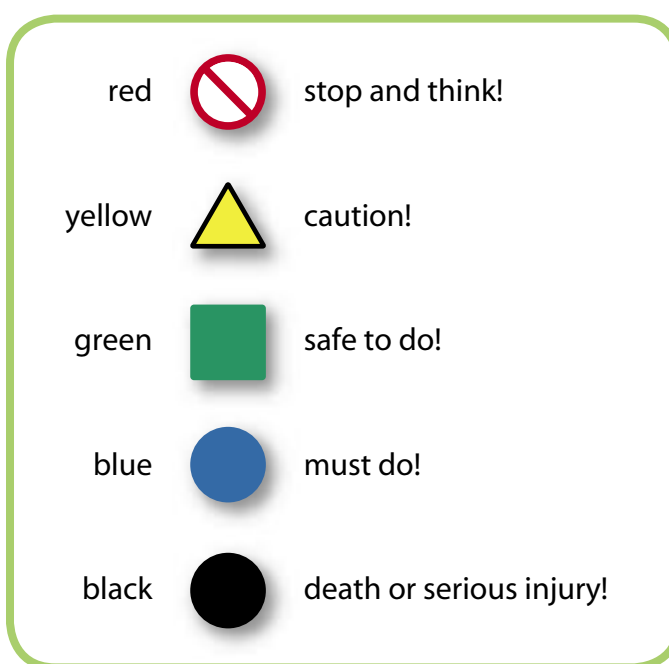 red stop and think!
yellow caution!
green safe to do!
blue must do!
black death or serious injury!